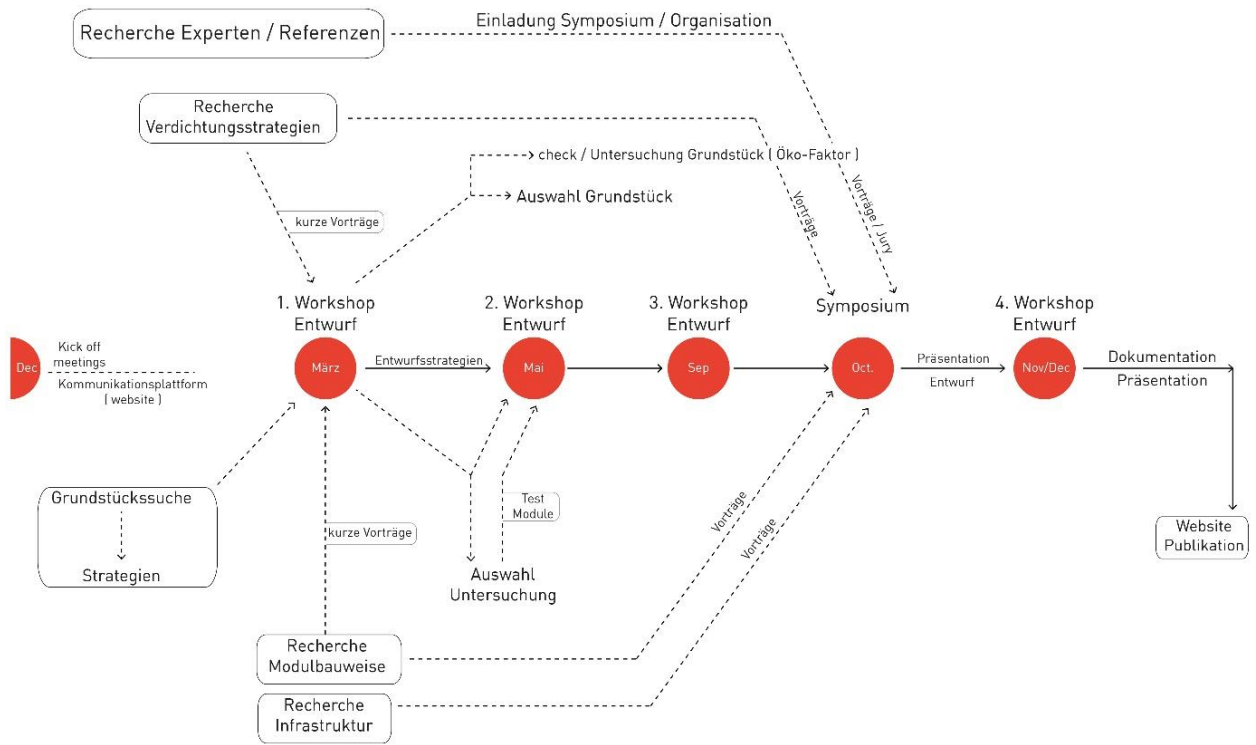 Recherche Experten / Referenzen
Einladung Symposium / Organisation
Recherche
Verdichtungsstrategien
check / Untersuchung Grundstück ( Öko-Faktor )
Auswahl Grundstück
kurze Vorträge
Vorträge
Vorträge / Jury
1. Workshop
Entwurf
2. Workshop
Entwurf
3. Workshop
Entwurf
Symposium
4. Workshop
Entwurf
Dec
Kick off
meetings
Kommunikationsplattform
( website )
März
Entwurfsstrategien
Mai
Sep
Oct.
Präsentation
Entwurf
Nov/Dec
Dokumentation
Präsentation
Grundstückssuche
Strategien
kurze Vorträge
Test
Module
Auswahl
Untersuchung
Vorträge
Vorträge
Website
Publikation
Recherche
Modulbauweise
Recherche
Infrastruktur